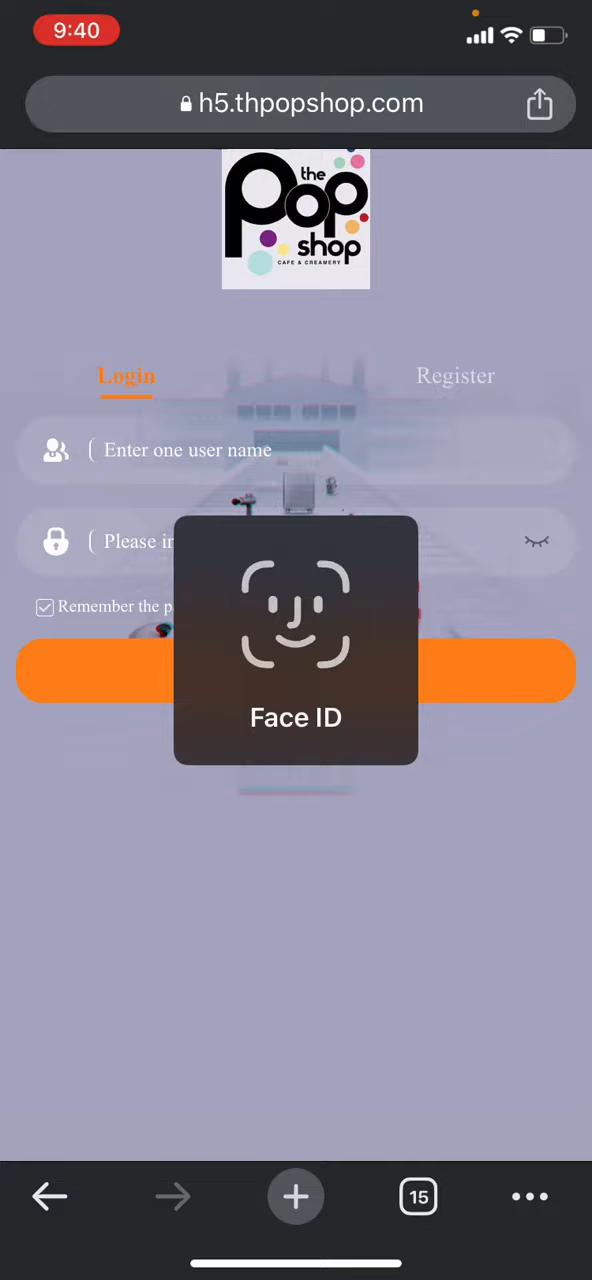 9:40
h5.thpopshop.com
the
Pop
shop
CAFE & CREAMERY
Login
Register
Enter one user name
Please in
Remember the p
Face ID
15